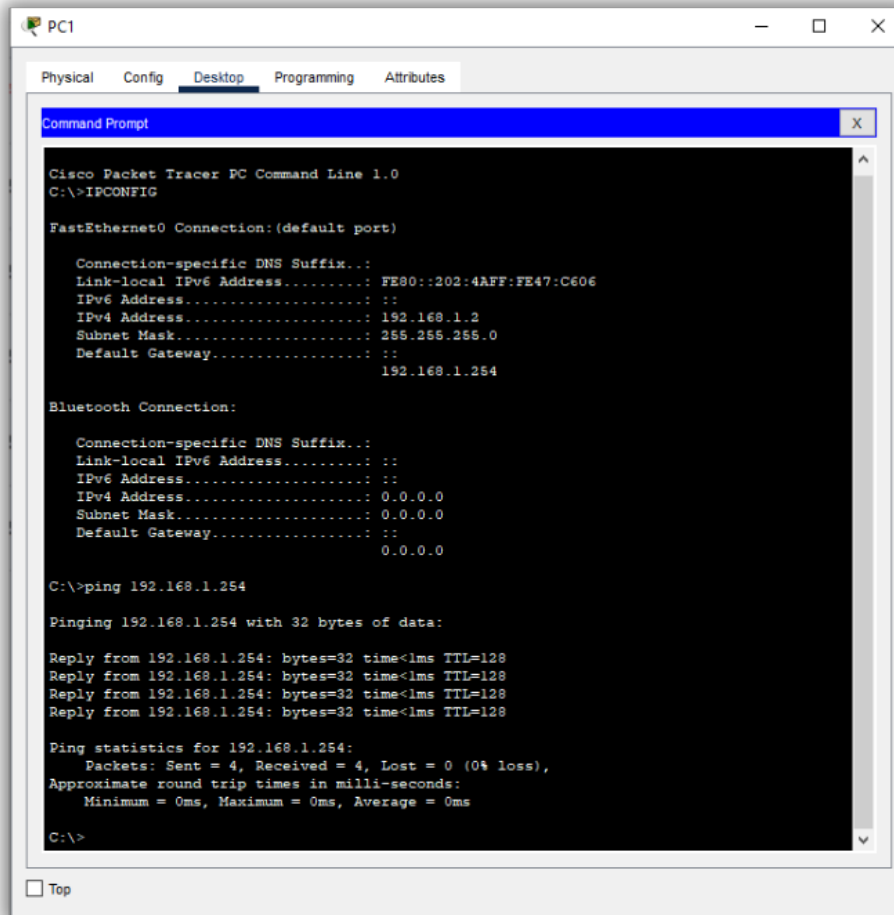 PC1
Physical Config Desktop Programming Attributes
Command Prompt
X
Cisco Packet Tracer PC Command Line 1.0
C:\>IPCONFIG
FastEthernet0 Connection:(default port)
Connection-specific DNS Suffix..:
Link-local IPv6 Address.........: FE80::202:4AFF:FE47:C606
IPv6 Address....................: ::
IPv4 Address....................: 192.168.1.2
Subnet Mask.....................: 255.255.255.0
Default Gateway.................: ::
192.168.1.254
Bluetooth Connection:
Connection-specific DNS Suffix..:
Link-local IPv6 Address.........: ::
IPv6 Address....................: ::
IPv4 Address....................: 0.0.0.0
Subnet Mask.....................: 0.0.0.0
Default Gateway.................: ::
0.0.0.0
C:\>ping 192.168.1.254
Pinging 192.168.1.254 with 32 bytes of data:
Reply from 192.168.1.254: bytes=32 time<1ms TTL=128
Reply from 192.168.1.254: bytes=32 time<1ms TTL=128
Reply from 192.168.1.254: bytes=32 time<1ms TTL=128
Reply from 192.168.1.254: bytes=32 time<1ms TTL=128
Ping statistics for 192.168.1.254:
Packets: Sent = 4, Received = 4, Lost = 0 (0% loss),
Approximate round trip times in milli-seconds:
Minimum = 0ms, Maximum = 0ms, Average = 0ms
C:\>
Top